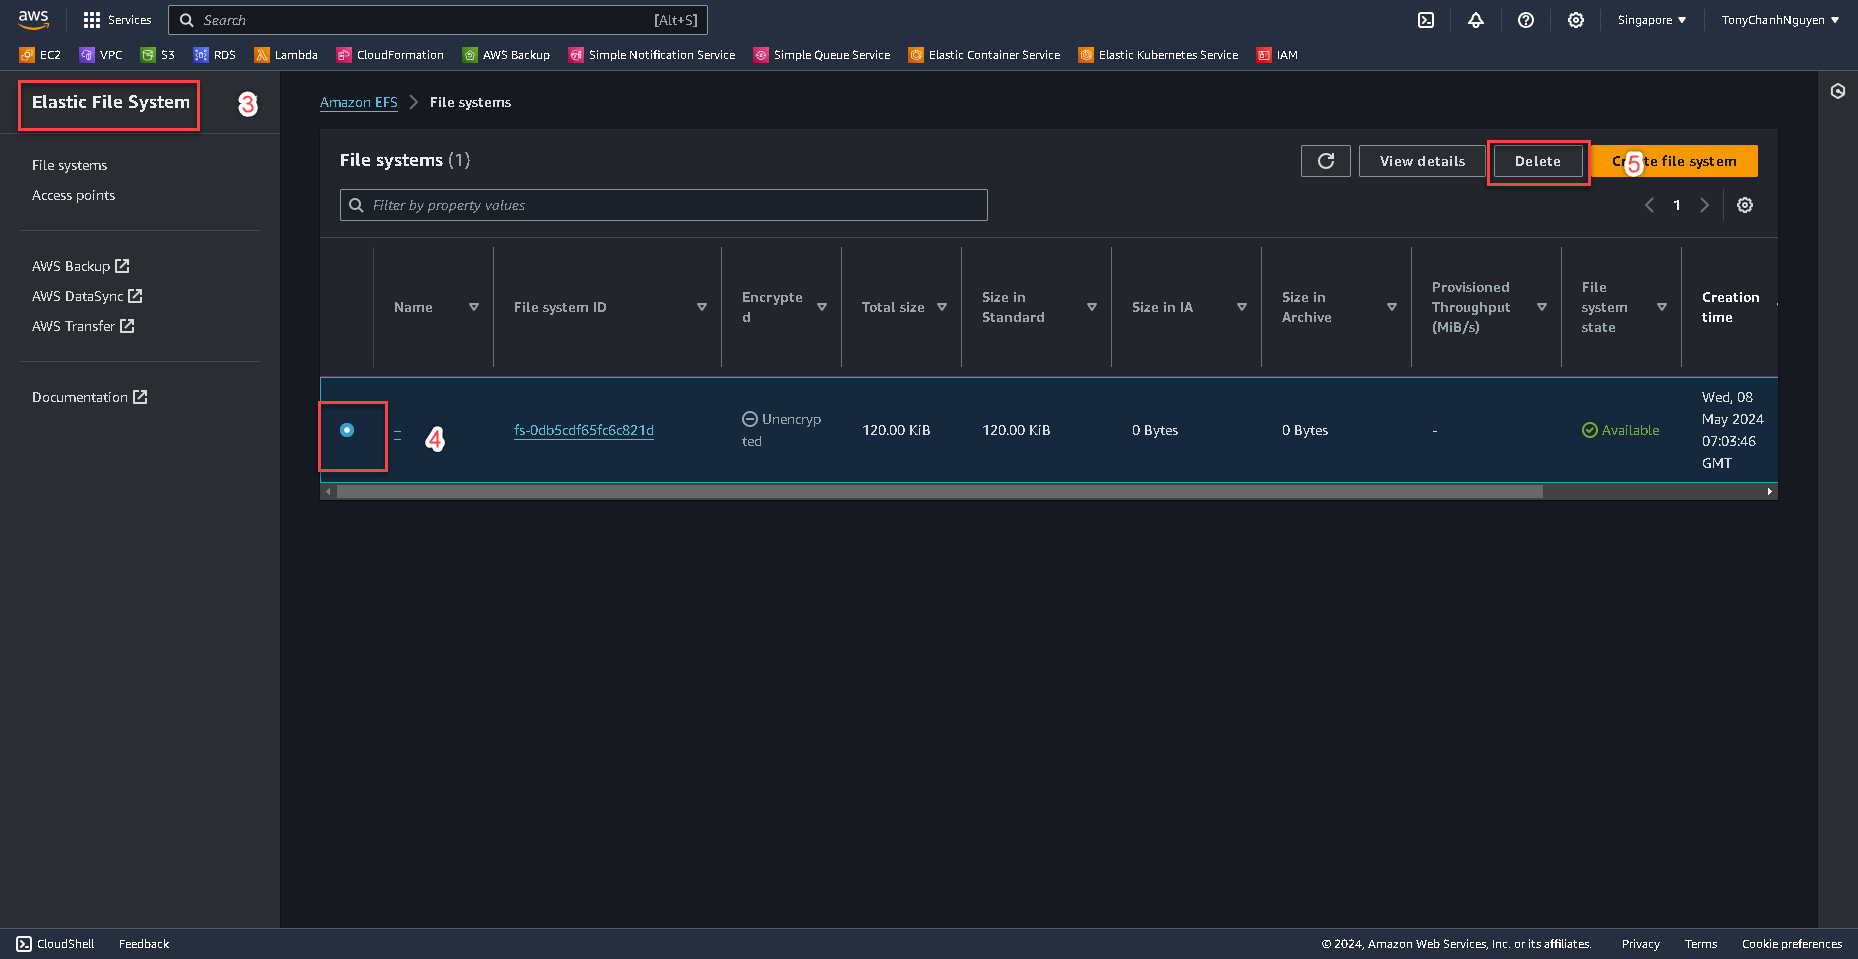 aws Services Search [Alt+S] Singapore TonyChanhNguyen
EC2 VPC S3 RDS Lambda CloudFormation AWS Backup Simple Notification Service Simple Queue Service Elastic Container Service Elastic Kubernetes Service IAM
Elastic File System 3
File systems
Access points
AWS Backup
AWS DataSync
AWS Transfer
Documentation
Amazon EFS File systems
File systems (1)
View details Delete 5 file system
Filter by property values
1
Name
File system ID
Encrypte
d
Total size
Size in
Standard
Size in IA
Size in
Archive
Provisioned
Throughput
(MiB/s)
File
system
state
Creation
time
–
4
fs-0db5cdf65fc6c821d
Unencryp
ted
120.00 KiB
120.00 KiB
0 Bytes
0 Bytes
-
Available
Wed, 08
May 2024
07:03:46
GMT
CloudShell Feedback © 2024, Amazon Web Services, Inc. or its affiliates. Privacy Terms Cookie preferences